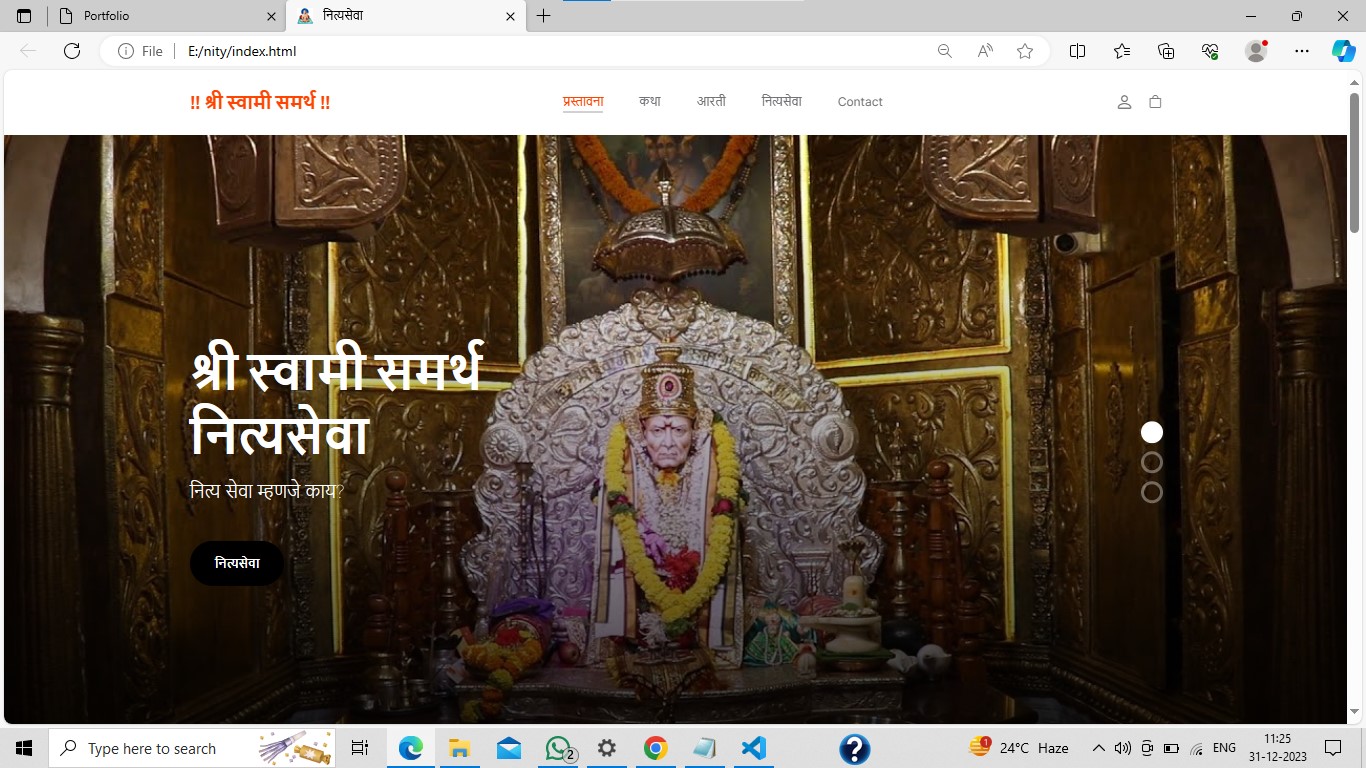 Portfolio
नित्यसेवा
File
E:/nity/index.html
!! श्री स्वामी समर्थ !!
प्रस्तावना
कथा
आरती
नित्यसेवा
Contact
श्री स्वामी समर्थ
नित्यसेवा
नित्य सेवा म्हणजे काय?
नित्यसेवा
Type here to search
2
1
24°C Haze
ENG
11:25
31-12-2023